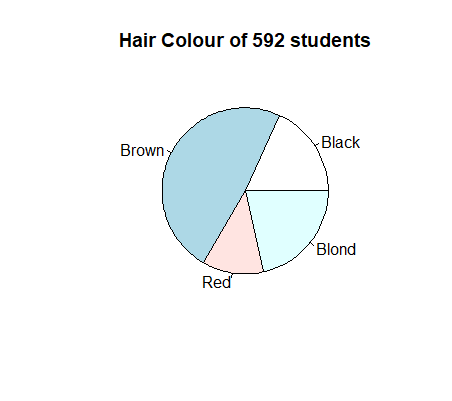 Hair Colour of 592 students
Black
Brown
Blond
Red